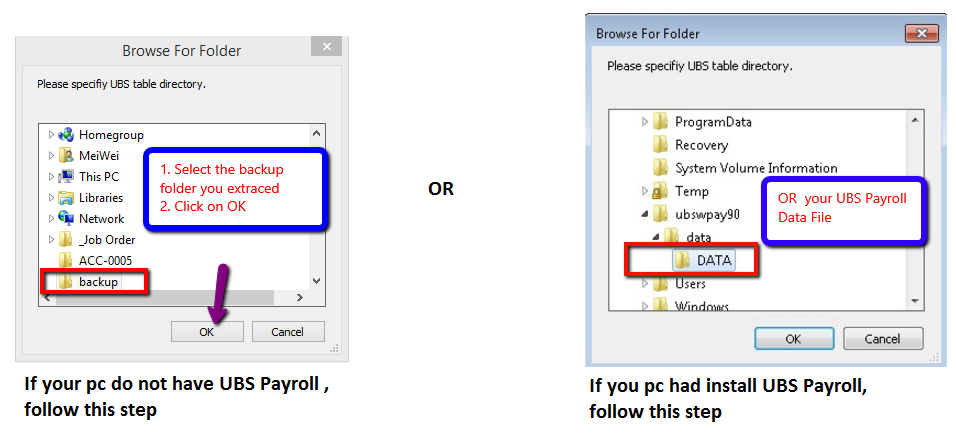 Browse For Folder
Please specifiy UBS table directory.
Homegroup
MeiWei
This PC
Libraries
Network
_Job Order
ACC-0005
backup
1. Select the backup
folder you extraced
2. Click on OK
OK
Cancel
If your pc do not have UBS Payroll ,
follow this step
OR
Browse For Folder
Please specifiy UBS table directory.
ProgramData
Recovery
System Volume Information
Temp
ubswpay90
data
DATA
Users
Windows
OR your UBS Payroll
Data File
OK
Cancel
If you pc had install UBS Payroll,
follow this step